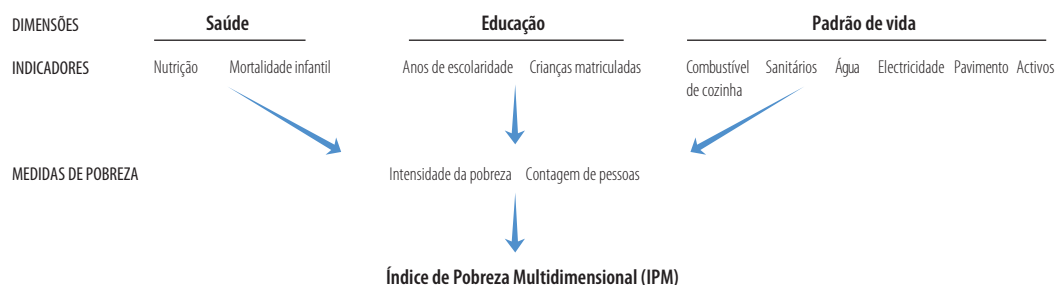 DIMENSÕES Saúde Educação Padrão de vida
INDICADORES Nutrição Mortalidade infantil Anos de escolaridade Crianças matriculadas Combustível de cozinha Sanitários Água Electricidade Pavimento Activos
MEDIDAS DE POBREZA Intensidade da pobreza Contagem de pessoas
Índice de Pobreza Multidimensional (IPM)